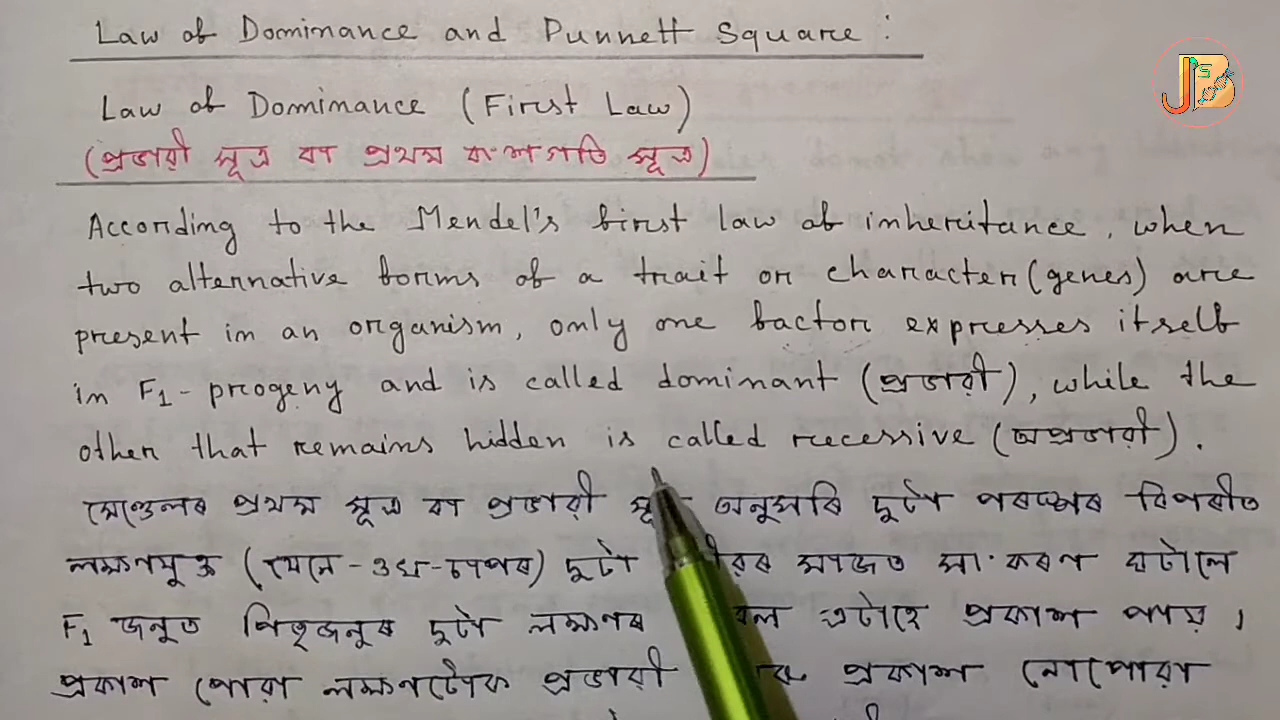 Law of Dominance and Punnett Square :
Law of Dominance (First Law)
(প্ৰভাৱী সূত্ৰ বা প্ৰথম বংশগতি সূত্ৰ)
According to the Mendel's first law of inheritance, when
two alternative forms of a trait or character (genes) are
present in an organism, only one factor expresses itself
in F1 - progeny and is called dominant (প্ৰভাৱী), while the
other that remains hidden is called recessive (অপ্ৰভাৱী).
মেণ্ডেলৰ প্ৰথম সূত্ৰ বা প্ৰভাৱী অনুসৰি দুটা পৰস্পৰ বিপৰীত
লক্ষণযুক্ত (যেনে - ওখ - চাপৰ) দুটা মাজত সংকৰণ ঘটালে
F1 জনুত পিতৃজনুৰ দুটা লক্ষণৰ এটাহে প্ৰকাশ পায় ।
প্ৰকাশ পোৱা লক্ষণটোক প্ৰভাৱী প্ৰকাশ নোপোৱা